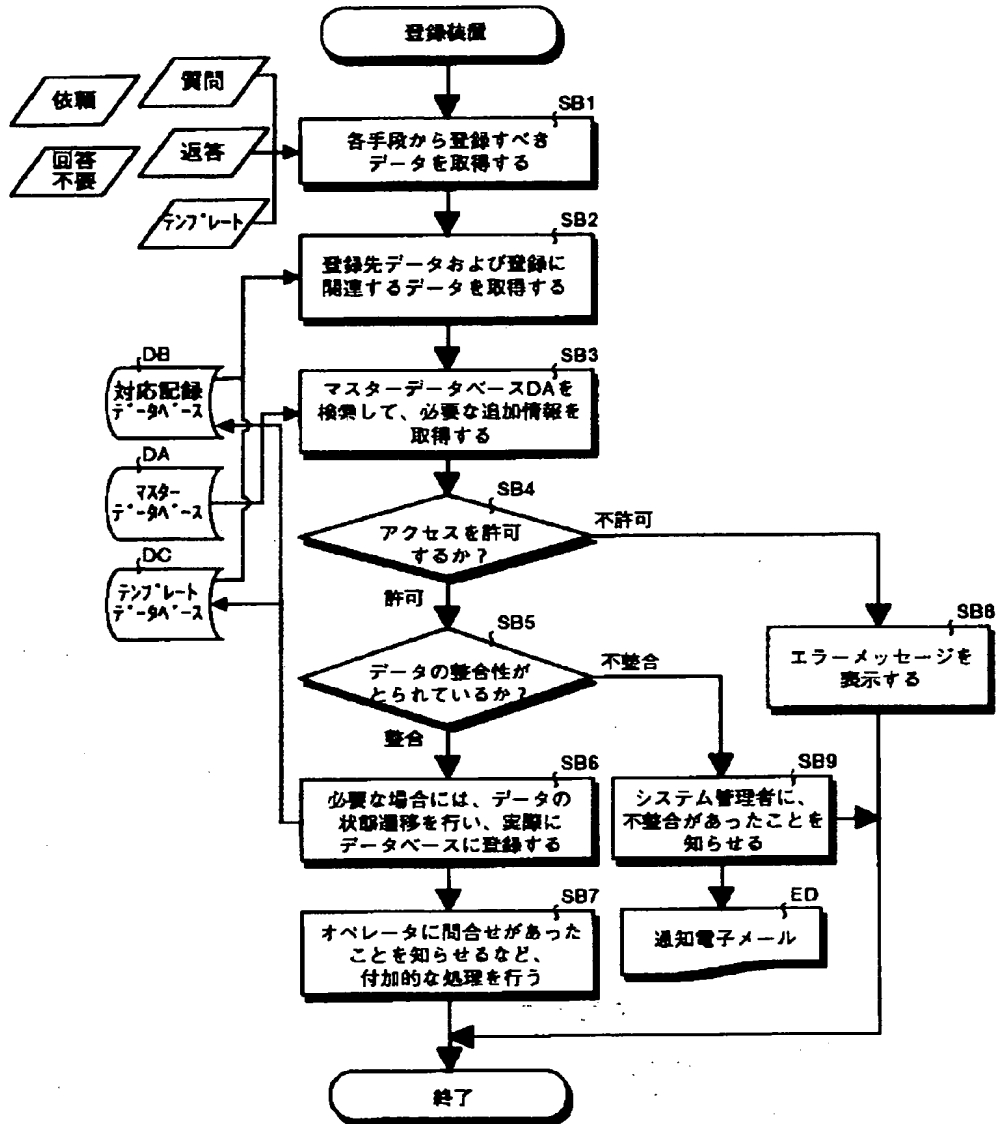 登録装置
依頼
質問
回答
不要
返答
テンプレート
SB1
各手段から登録すべき
データを取得する
SB2
登録先データおよび登録に
関連するデータを取得する
DB
対応記録
データベース
SB3
マスターデータベースDAを
検索して、必要な追加情報を
取得する
DA
マスター
データベース
SB4
アクセスを許可
するか？
不許可
許可
DC
テンプレート
データベース
SB5
データの整合性が
とられているか？
不整合
整合
SB8
エラーメッセージを
表示する
SB6
必要な場合には、データの
状態遷移を行い、実際に
データベースに登録する
SB9
システム管理者に、
不整合があったことを
知らせる
SB7
オペレータに問合せがあった
ことを知らせるなど、
付加的な処理を行う
ED
通知電子メール
終了